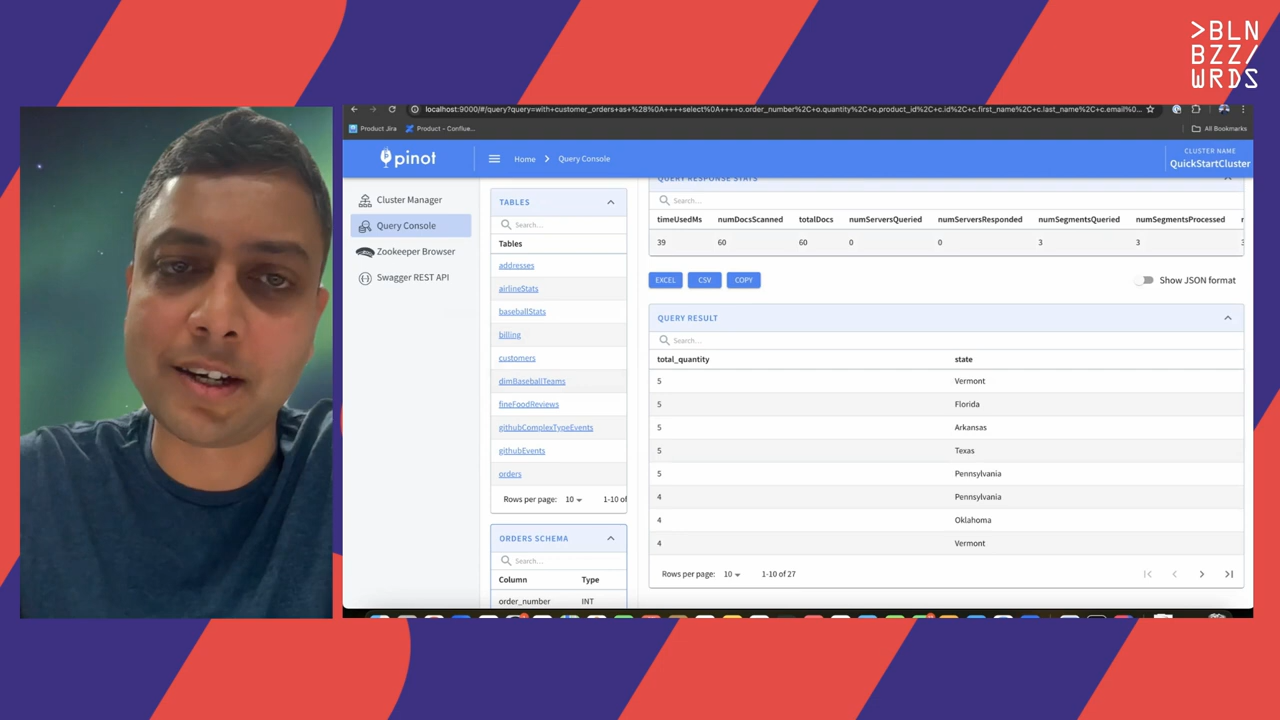 >BLN
BZZ/
WRDS
localhost:9000/#/query?query=with+customer_orders+as+%28%0A++++select%0A++++o.order_number%2C+o.quantity%2C+o.product_id%2C+c.id%2C+c.first_name%2C+c.last_name%2C+c.email%0...
Product Jira
Product - Conflue...
All Bookmarks
pinot
Home
Query Console
CLUSTER NAME
QuickStartCluster
Cluster Manager
Query Console
Zookeeper Browser
Swagger REST API
TABLES
Search...
Tables
addresses
airlineStats
baseballStats
billing
customers
dimBaseballTeams
fineFoodReviews
githubComplexTypeEvents
githubEvents
orders
Rows per page: 10 1-10 of
ORDERS SCHEMA
Search...
Column Type
order_number INT
QUERY RESPONSE STATS
Search...
timeUsedMs numDocsScanned totalDocs numServersQueried numServersResponded numSegmentsQueried numSegmentsProcessed
39 60 60 0 0 3 3
EXCEL CSV COPY
Show JSON format
QUERY RESULT
Search...
total_quantity state
5 Vermont
5 Florida
5 Arkansas
5 Texas
5 Pennsylvania
4 Pennsylvania
4 Oklahoma
4 Vermont
Rows per page: 10 1-10 of 27